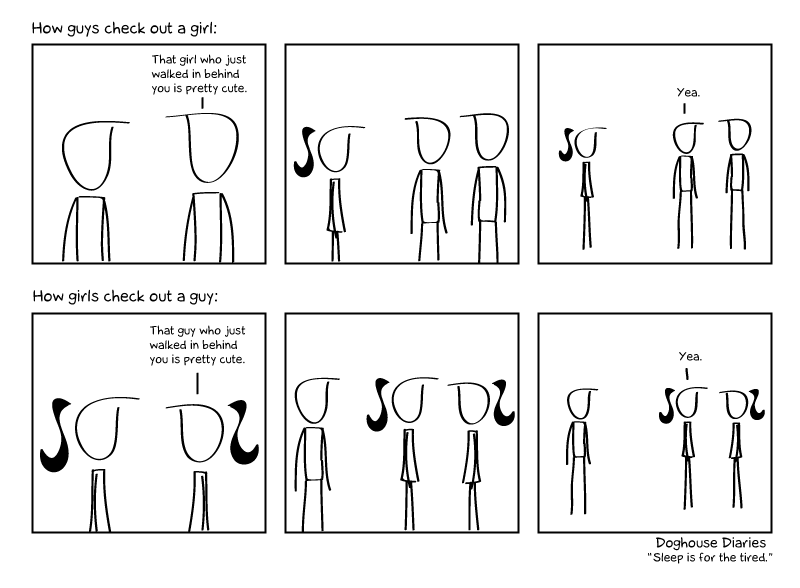 How guys check out a girl:
That girl who just
walked in behind
you is pretty cute.
Yea.
How girls check out a guy:
That guy who just
walked in behind
you is pretty cute.
Yea.
Doghouse Diaries
"Sleep is for the tired."